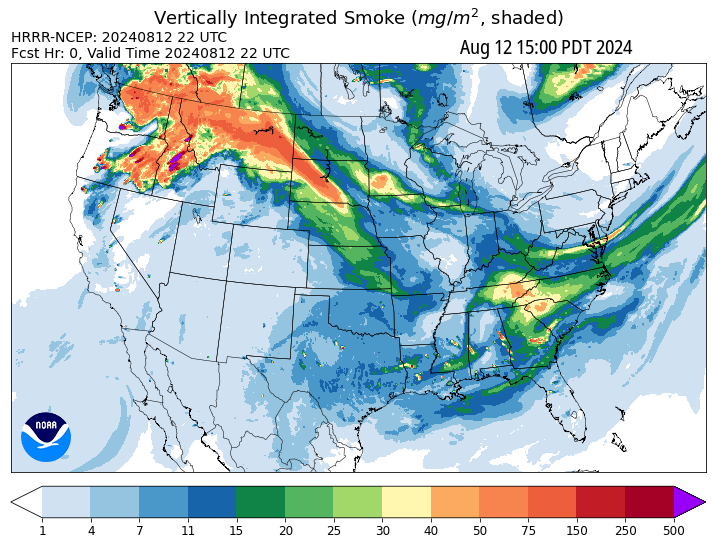 Vertically Integrated Smoke (mg/m², shaded)
HRRR-NCEP: 20240812 22 UTC
Fcst Hr: 0, Valid Time 20240812 22 UTC
Aug 12 15:00 PDT 2024
NOAA
1 4 7 11 15 20 25 30 40 50 75 150 250 500